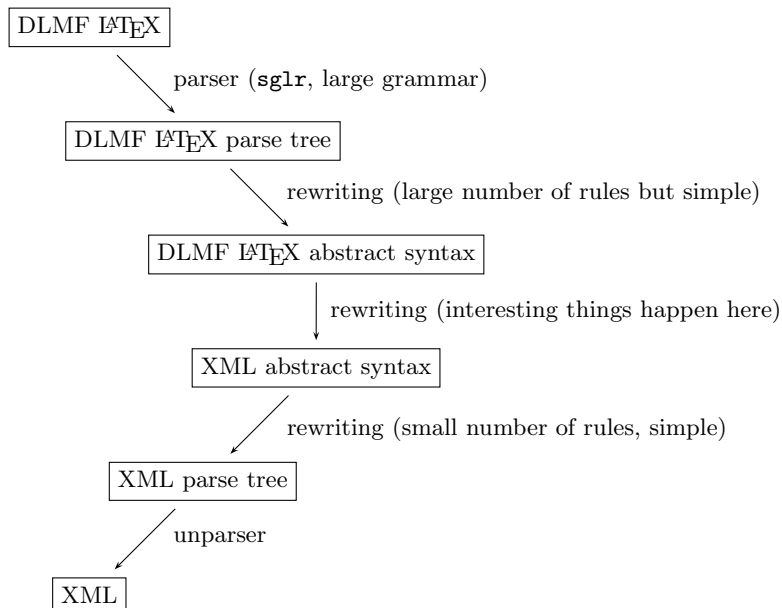 DLMF LATEX
parser (sglr, large grammar)
DLMF LATEX parse tree
rewriting (large number of rules but simple)
DLMF LATEX abstract syntax
rewriting (interesting things happen here)
XML abstract syntax
rewriting (small number of rules, simple)
XML parse tree
unparser
XML